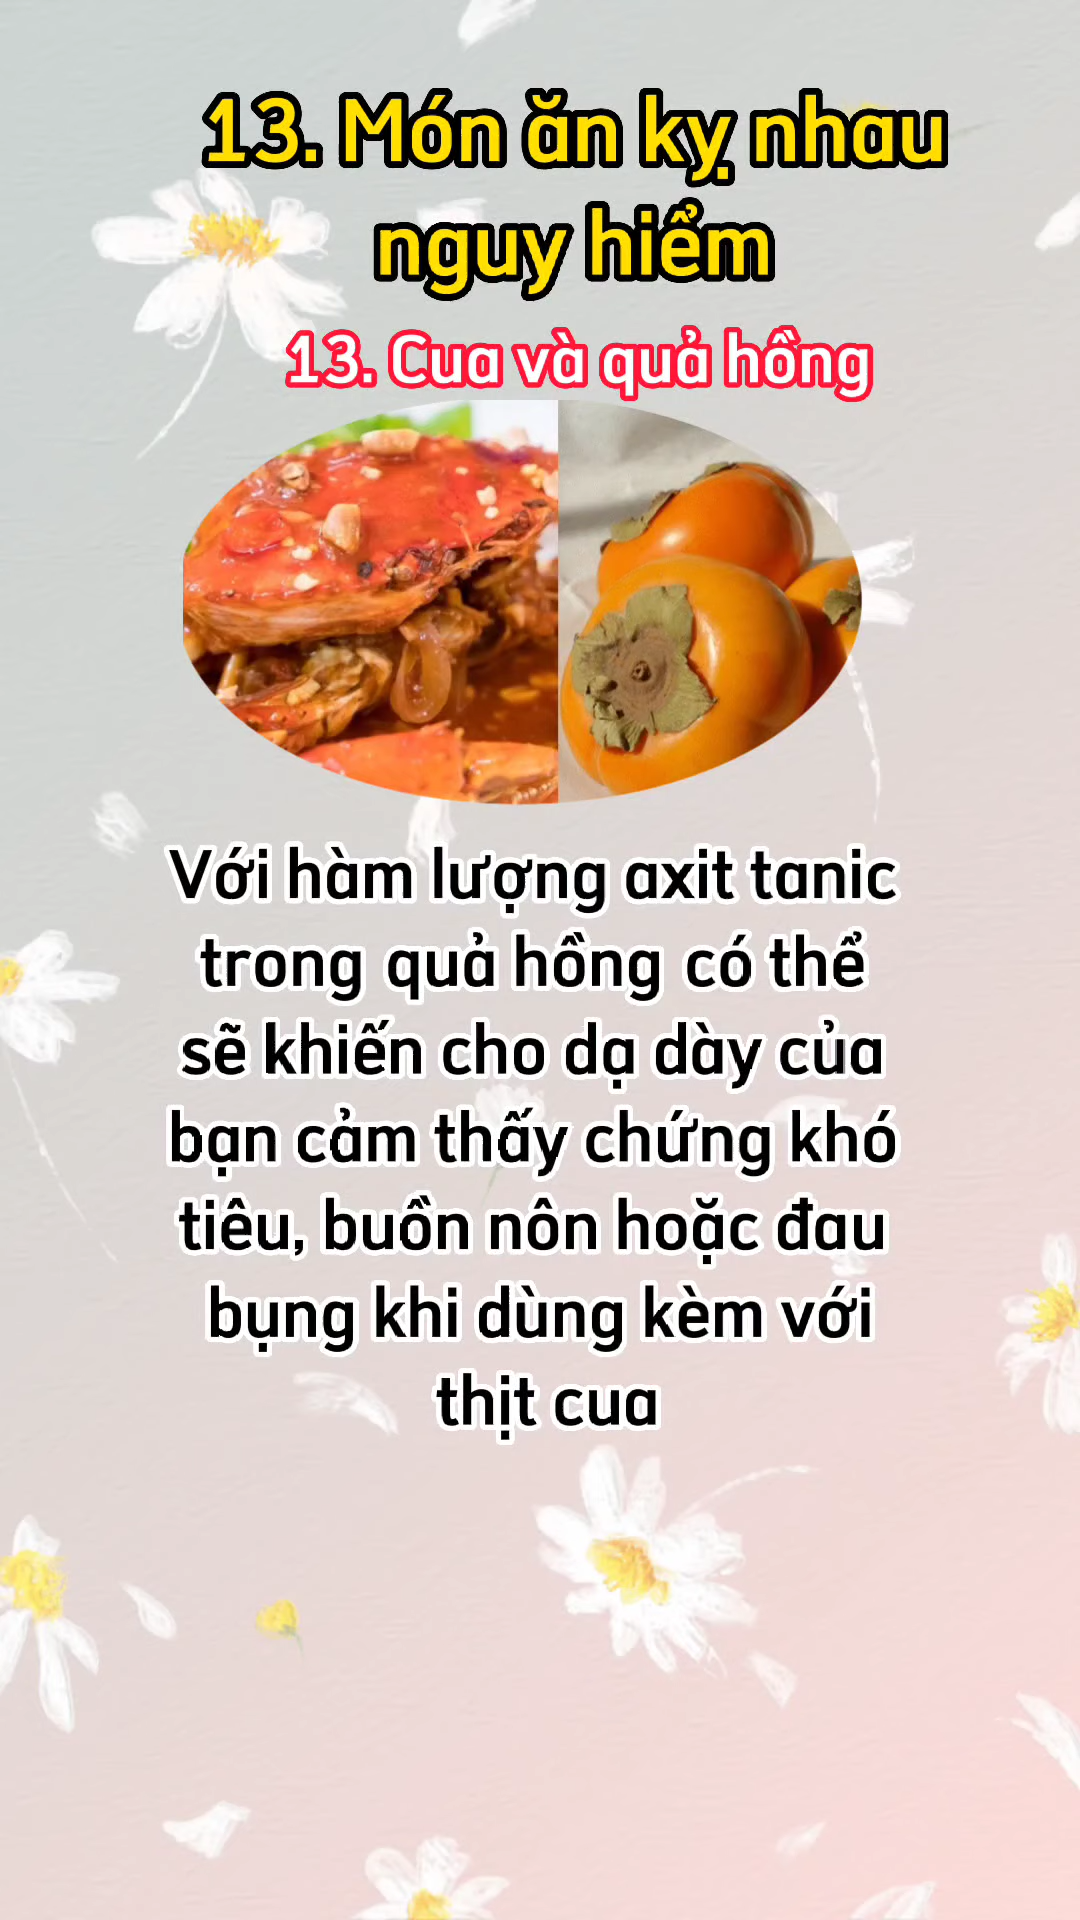 13. Món ăn kỵ nhau
nguy hiểm
13. Cua và quả hồng
Với hàm lượng axit tanic
trong quả hồng có thể
sẽ khiến cho dạ dày của
bạn cảm thấy chứng khó
tiêu, buồn nôn hoặc đau
bụng khi dùng kèm với
thịt cua